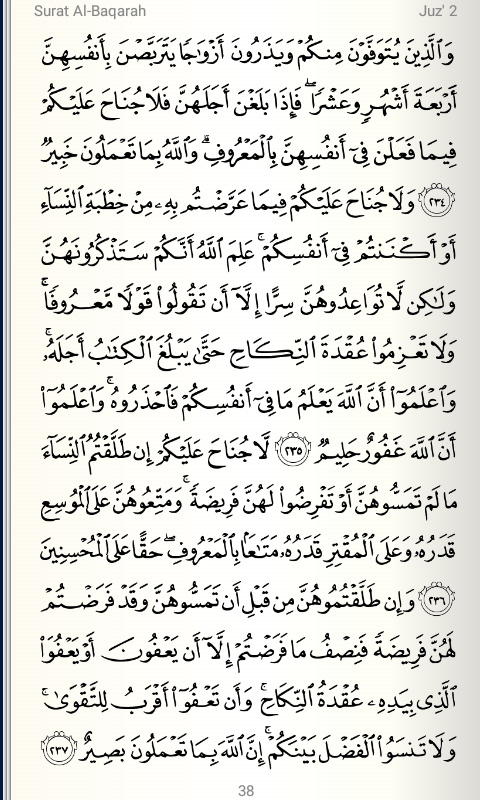 Surat Al-Baqarah Juz' 2
وَٱلَّذِينَ يُتَوَفَّوْنَ مِنكُمْ وَيَذَرُونَ أَزْوَٰجًا يَتَرَبَّصْنَ بِأَنفُسِهِنَّ
أَرْبَعَةَ أَشْهُرٍ وَعَشْرًا ۖ فَإِذَا بَلَغْنَ أَجَلَهُنَّ فَلَا جُنَاحَ عَلَيْكُمْ
فِيمَا فَعَلْنَ فِىٓ أَنفُسِهِنَّ بِٱلْمَعْرُوفِ ۗ وَٱللَّهُ بِمَا تَعْمَلُونَ خَبِيرٌ
٢٣٤ وَلَا جُنَاحَ عَلَيْكُمْ فِيمَا عَرَّضْتُم بِهِۦ مِنْ خِطْبَةِ ٱلنِّسَآءِ
أَوْ أَكْنَنتُمْ فِىٓ أَنفُسِكُمْ ۚ عَلِمَ ٱللَّهُ أَنَّكُمْ سَتَذْكُرُونَهُنَّ
وَلَٰكِن لَّا تُوَاعِدُوهُنَّ سِرًّا إِلَّآ أَن تَقُولُوا۟ قَوْلًا مَّعْرُوفًا ۚ
وَلَا تَعْزِمُوا۟ عُقْدَةَ ٱلنِّكَاحِ حَتَّىٰ يَبْلُغَ ٱلْكِتَٰبُ أَجَلَهُۥ ۚ
وَٱعْلَمُوٓا۟ أَنَّ ٱللَّهَ يَعْلَمُ مَا فِىٓ أَنفُسِكُمْ فَٱحْذَرُوهُ ۚ وَٱعْلَمُوٓا۟
أَنَّ ٱللَّهَ غَفُورٌ حَلِيمٌ ٢٣٥ لَّا جُنَاحَ عَلَيْكُمْ إِن طَلَّقْتُمُ ٱلنِّسَآءَ
مَا لَمْ تَمَسُّوهُنَّ أَوْ تَفْرِضُوا۟ لَهُنَّ فَرِيضَةً ۚ وَمَتِّعُوهُنَّ عَلَى ٱلْمُوسِعِ
قَدَرُهُۥ وَعَلَى ٱلْمُقْتِرِ قَدَرُهُۥ مَتَٰعًۢا بِٱلْمَعْرُوفِ ۖ حَقًّا عَلَى ٱلْمُحْسِنِينَ
٢٣٦ وَإِن طَلَّقْتُمُوهُنَّ مِن قَبْلِ أَن تَمَسُّوهُنَّ وَقَدْ فَرَضْتُمْ
لَهُنَّ فَرِيضَةً فَنِصْفُ مَا فَرَضْتُمْ إِلَّآ أَن يَعْفُونَ أَوْ يَعْفُوَا۟
ٱلَّذِى بِيَدِهِۦ عُقْدَةُ ٱلنِّكَاحِ ۚ وَأَن تَعْفُوٓا۟ أَقْرَبُ لِلتَّقْوَىٰ ۚ
وَلَا تَنسَوُا۟ ٱلْفَضْلَ بَيْنَكُمْ ۚ إِنَّ ٱللَّهَ بِمَا تَعْمَلُونَ بَصِيرٌ ٢٣٧
38